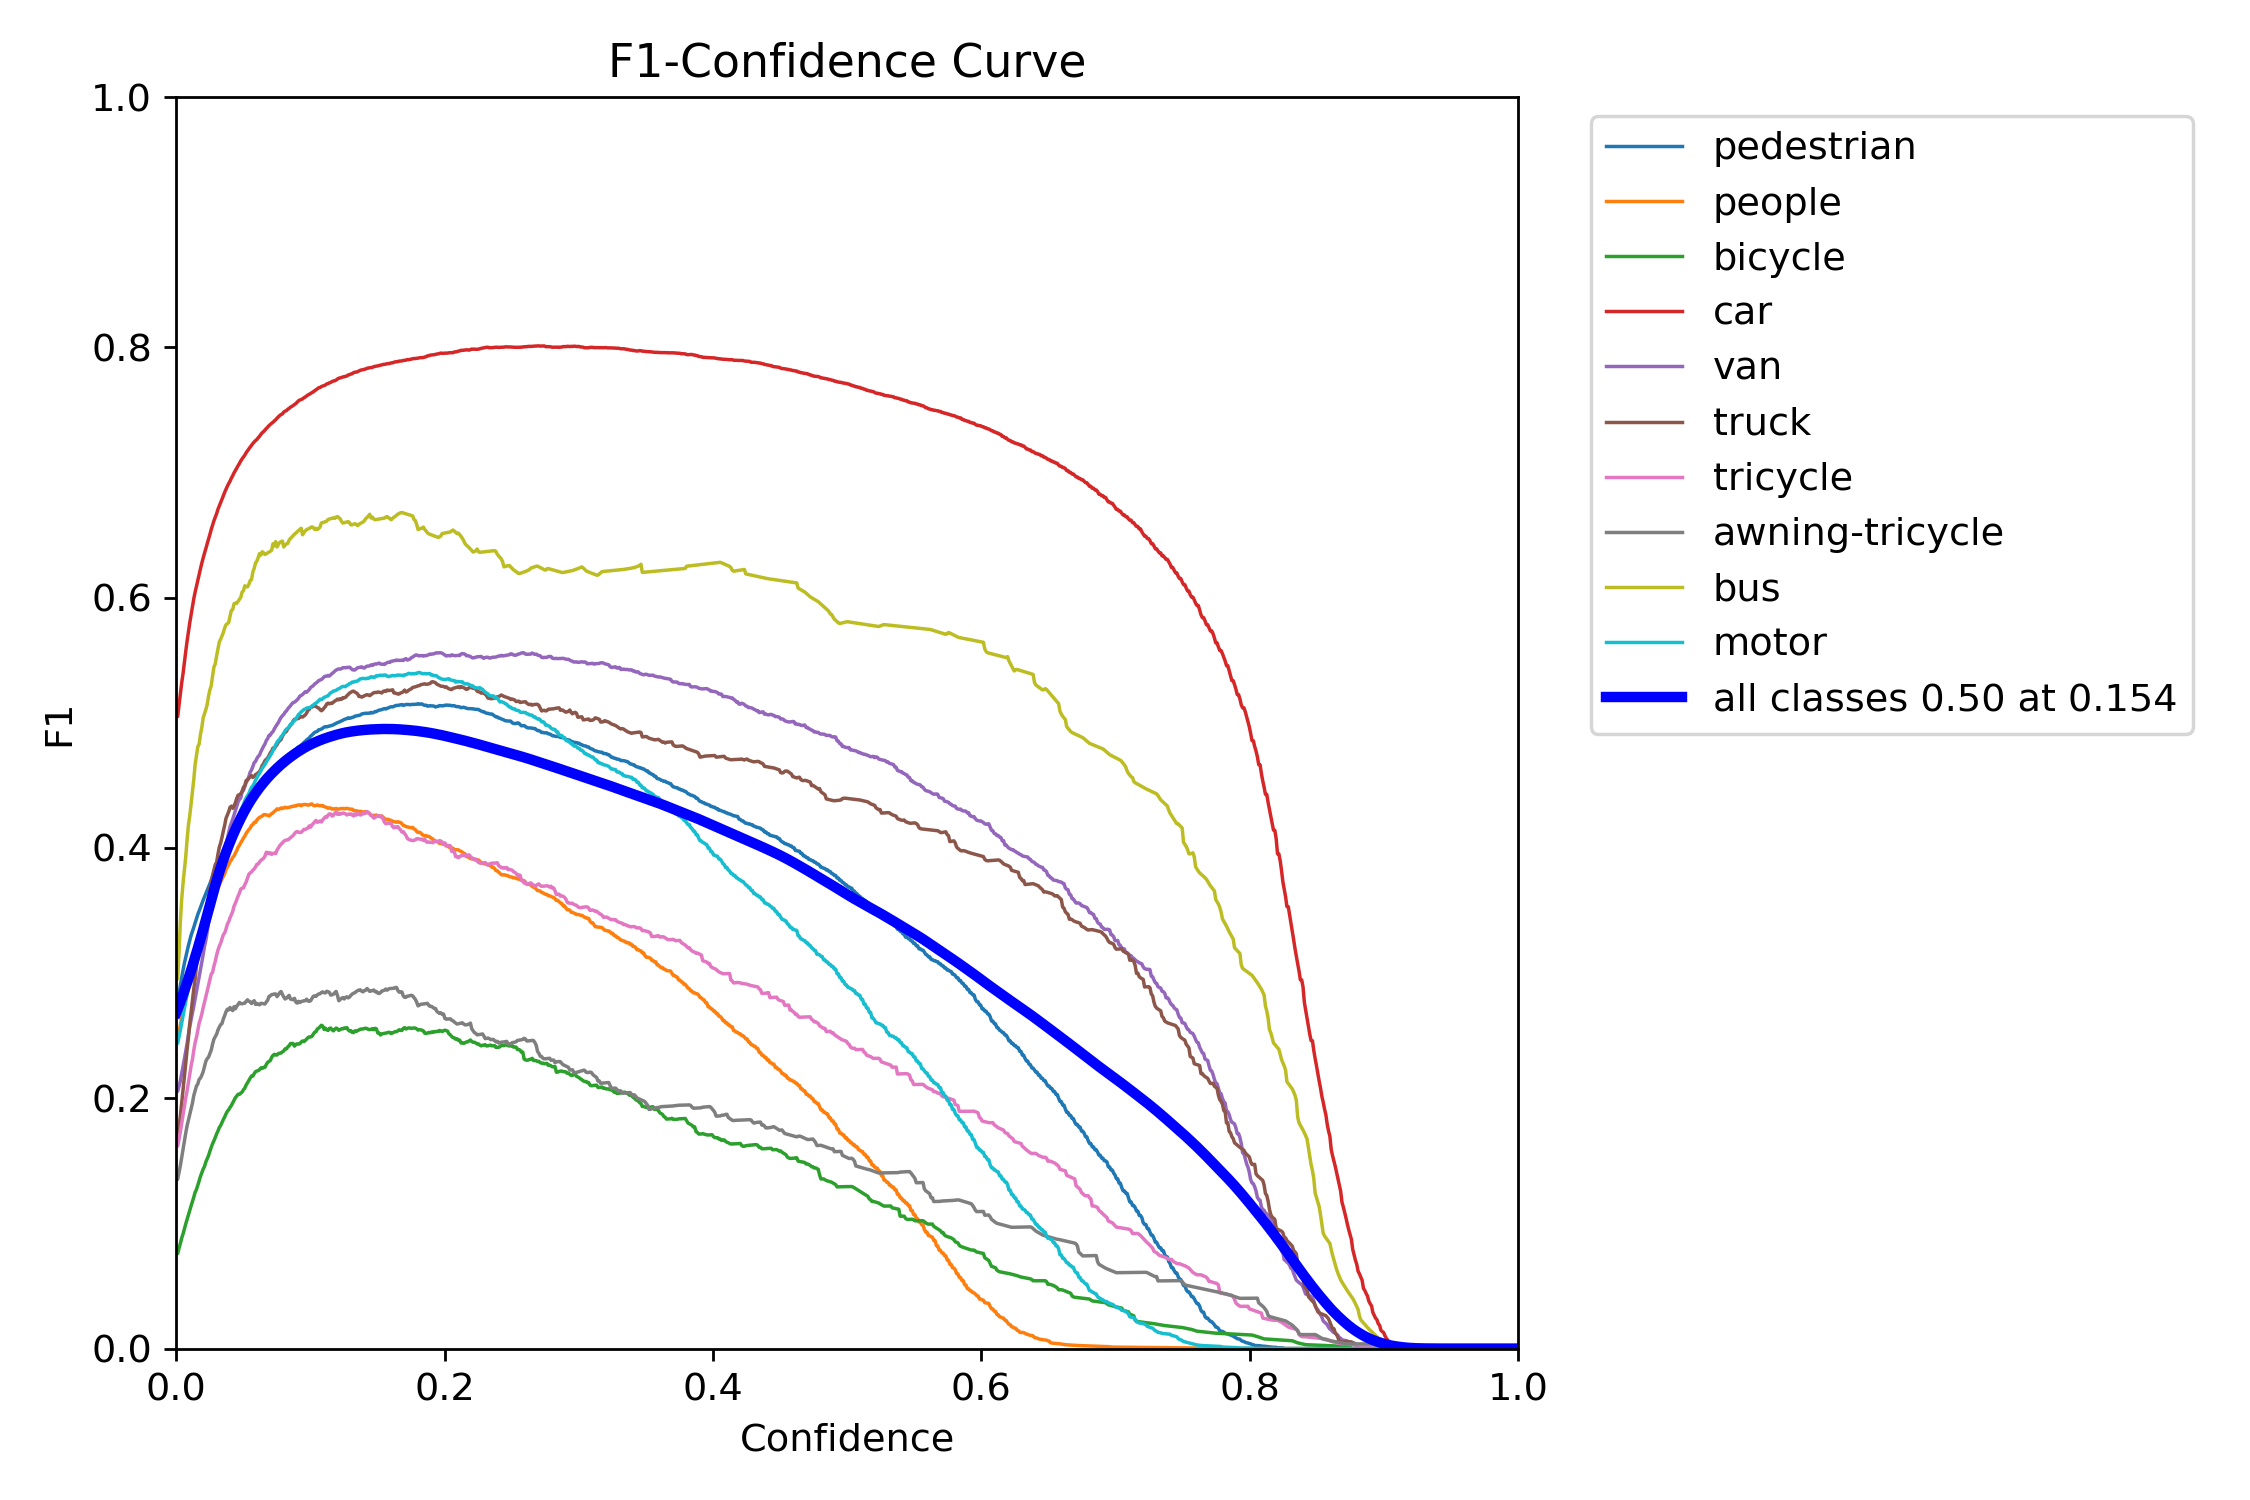 F1-Confidence Curve
1.0
0.8
0.6
0.4
0.2
0.0
F1
0.0 0.2 0.4 0.6 0.8 1.0
Confidence
pedestrian
people
bicycle
car
van
truck
tricycle
awning-tricycle
bus
motor
all classes 0.50 at 0.154